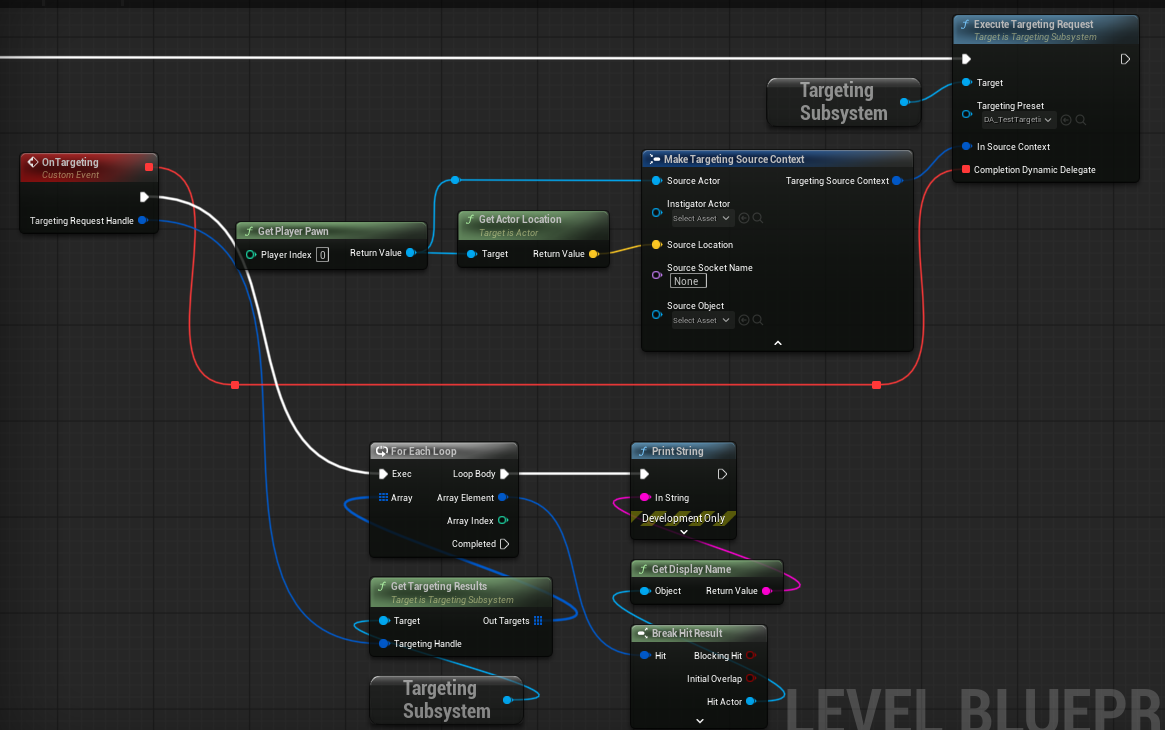 Execute Targeting Request
Target is Targeting Subsystem
Target
Targeting Preset
DA_TestTargeti
In Source Context
Completion Dynamic Delegate
Targeting
Subsystem
OnTargeting
Custom Event
Targeting Request Handle
Get Player Pawn
Player Index 0
Return Value
Get Actor Location
Target is Actor
Target
Return Value
Make Targeting Source Context
Source Actor
Targeting Source Context
Instigator Actor
Select Asset
Source Location
Source Socket Name
None
Source Object
Select Asset
For Each Loop
Exec
Loop Body
Array
Array Element
Array Index
Completed
Print String
In String
Development Only
Get Targeting Results
Target is Targeting Subsystem
Target
Out Targets
Targeting Handle
Get Display Name
Object
Return Value
Targeting
Subsystem
Break Hit Result
Hit
Blocking Hit
Initial Overlap
Hit Actor
LEVEL BLUEPR